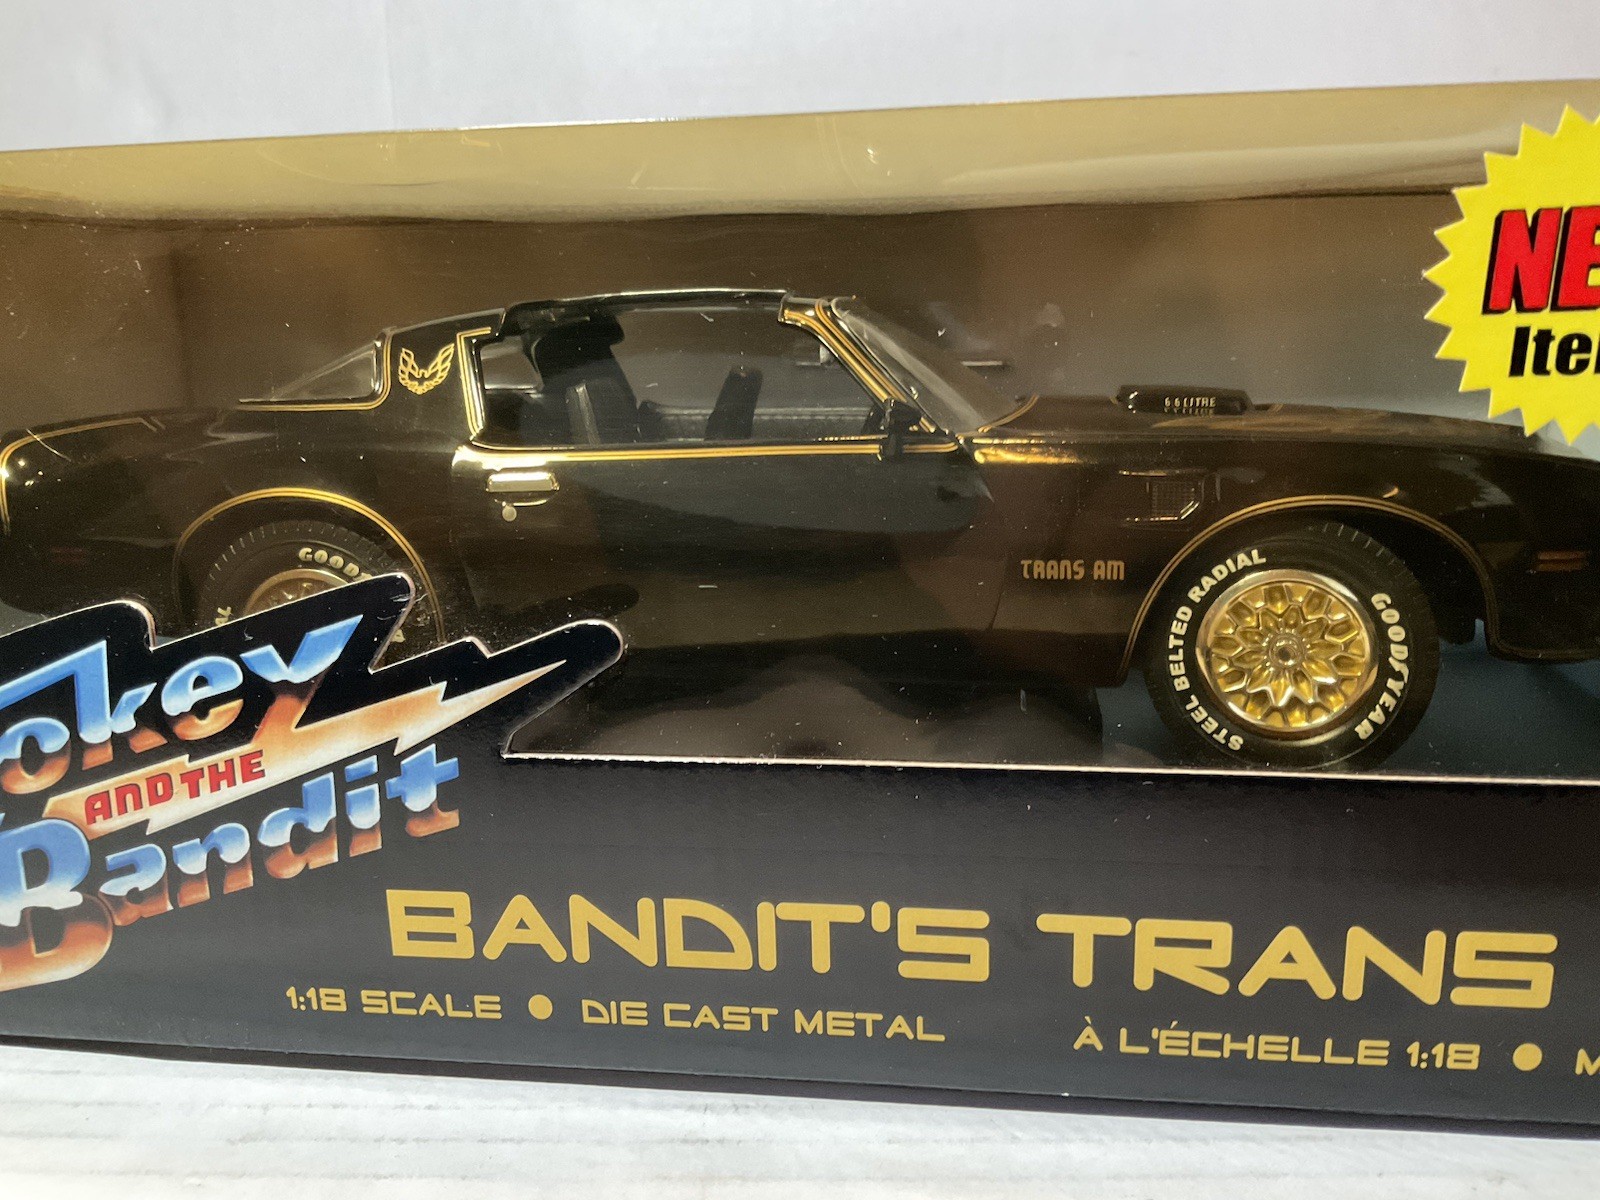 NE
Ite
6.6 LITRE
TRANS AM
GOOD
STEEL BELTED RADIAL
GOODYEAR
okey
AND THE
Bandit
BANDIT'S TRANS
1:18 SCALE ● DIE CAST METAL
À L'ÉCHELLE 1:18 ● M